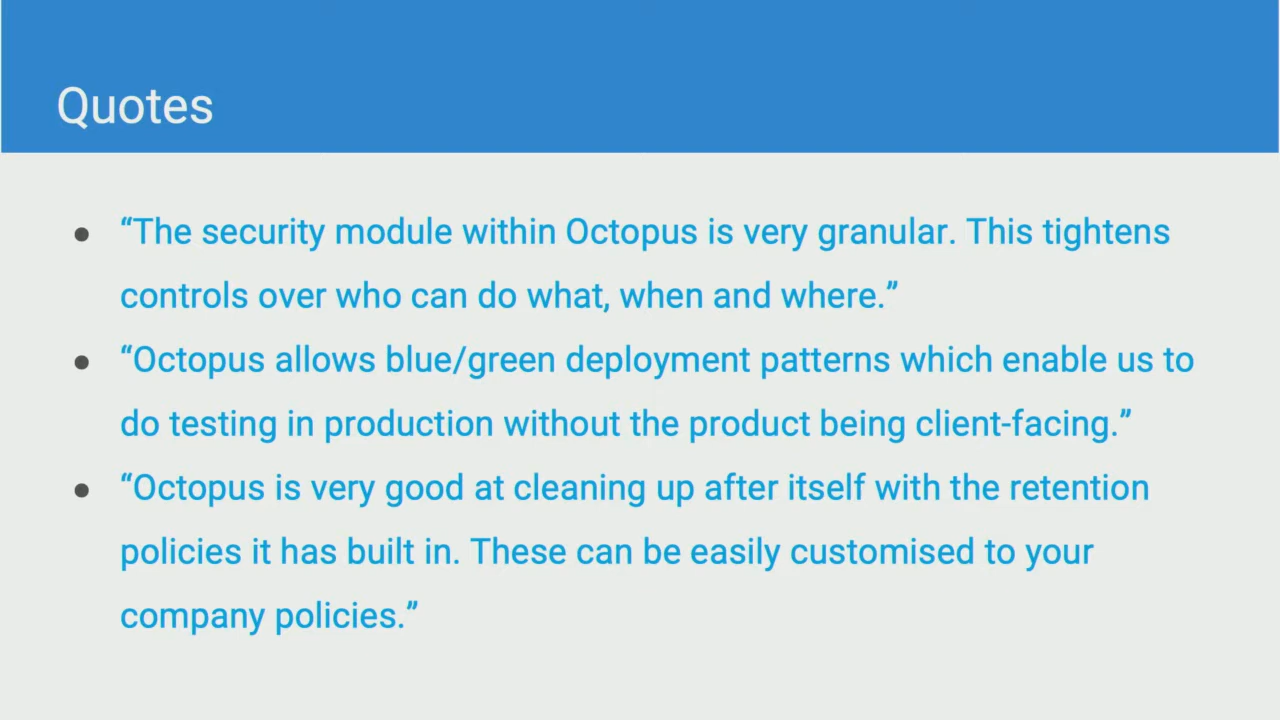 Quotes
● “The security module within Octopus is very granular. This tightens
controls over who can do what, when and where.”
● “Octopus allows blue/green deployment patterns which enable us to
do testing in production without the product being client-facing.”
● “Octopus is very good at cleaning up after itself with the retention
policies it has built in. These can be easily customised to your
company policies.”